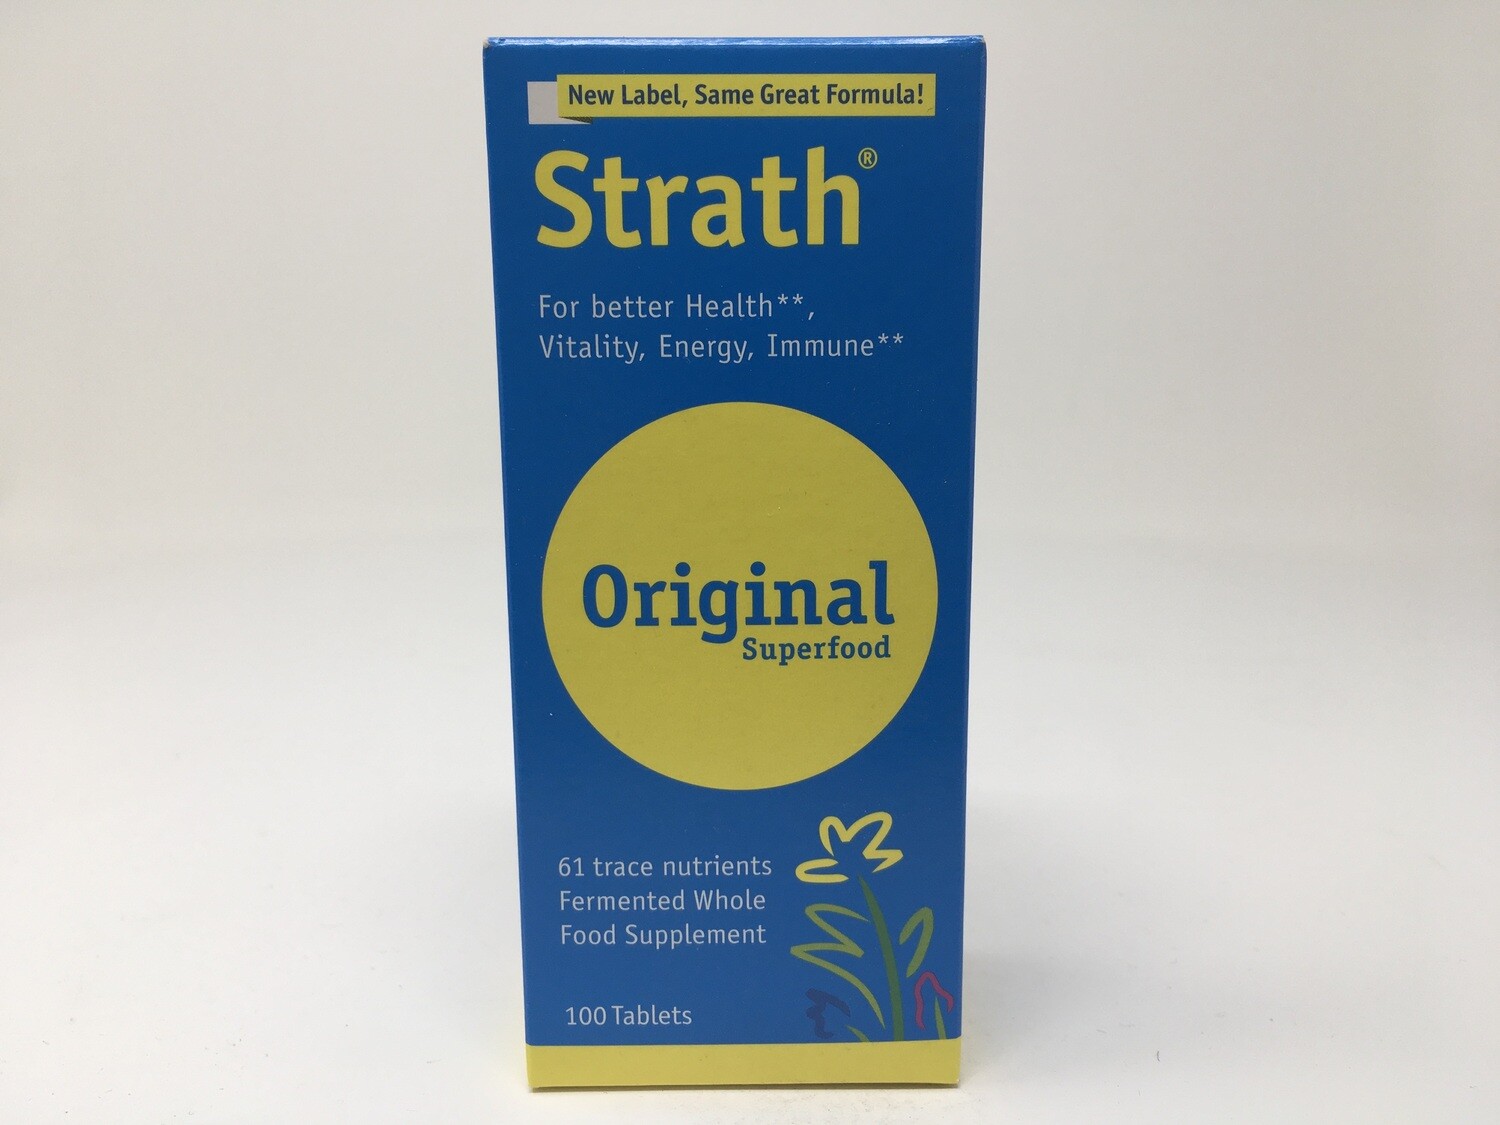 New Label, Same Great Formula!
Strath®
For better Health**,
Vitality, Energy, Immune**
Original
Superfood
61 trace nutrients
Fermented Whole
Food Supplement
100 Tablets